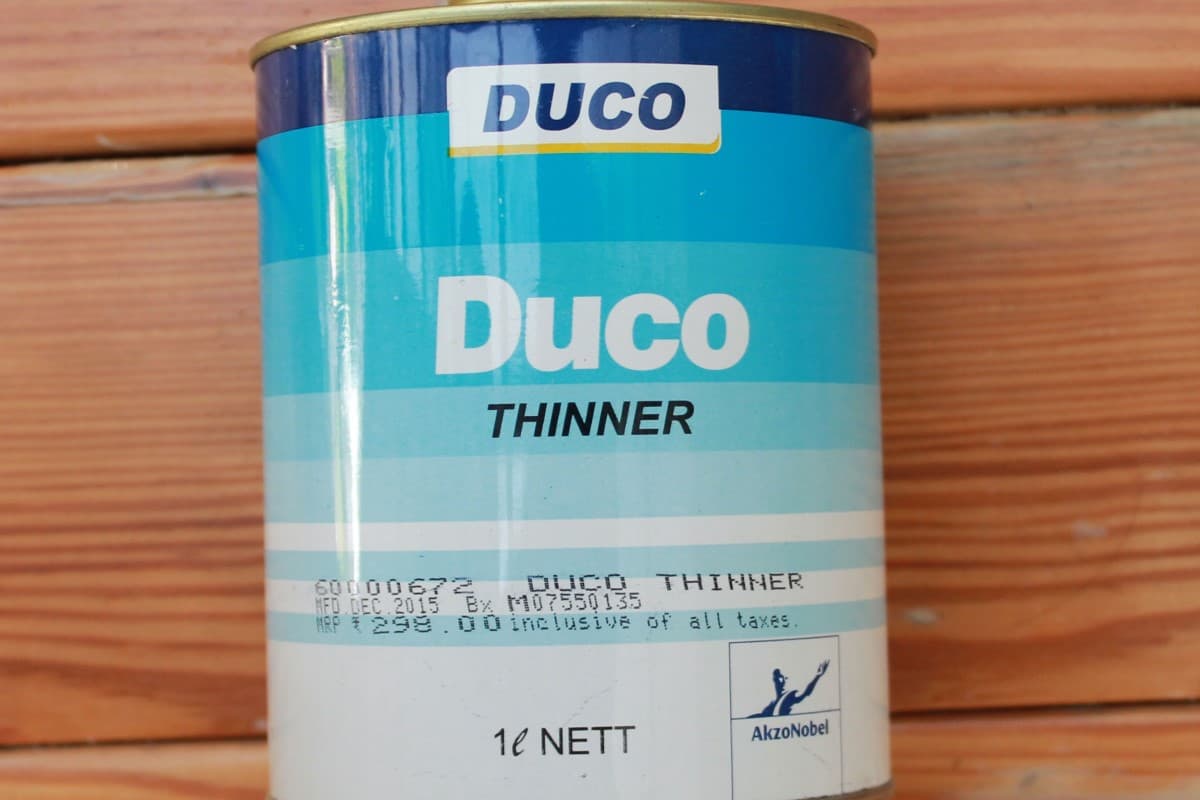 DUCO
Duco
THINNER
60000672 DUCO THINNER
MFD.DEC.2015 Bx M07550135
MRP ₹ 298.00 inclusive of all taxes.
1ℓ NETT
AkzoNobel